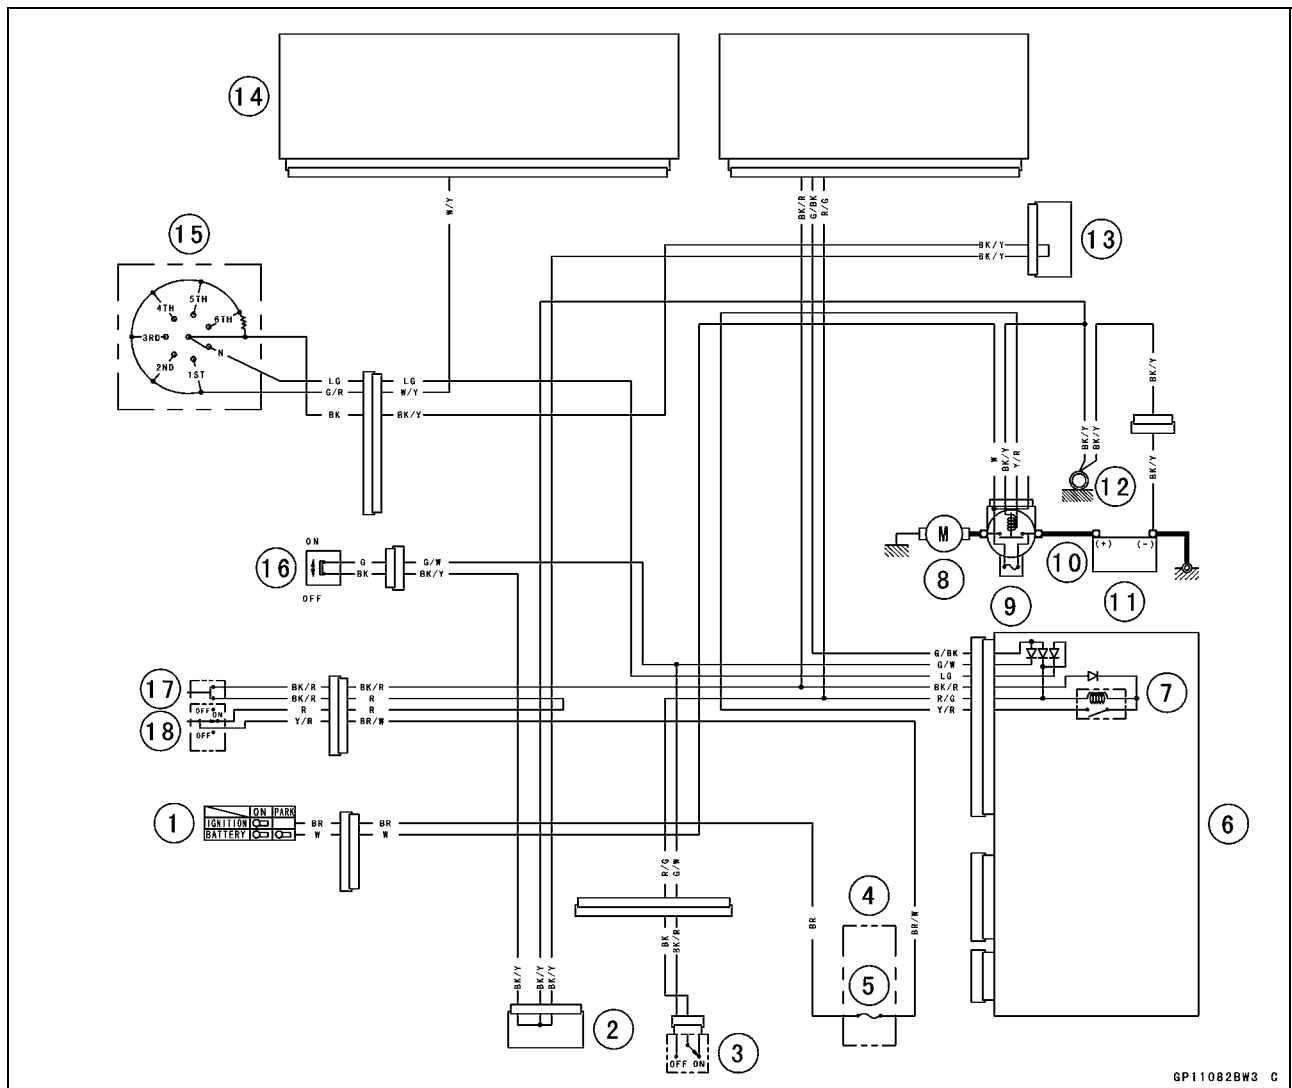 14
W/Y
BK/R
G/BK
R/G
15
13
BK/Y
BK/Y
5TH
4TH
6TH
3RD
N
2ND
1ST
LG LG
G/R W/Y
BK BK/Y
BK/Y
W
BK/Y
Y/R
BK/Y
BK/Y
BK/Y
12
M
(+) (-)
8
9
10
11
ON
16
G G/W
BK BK/Y
OFF
G/BK
G/W
LG
BK/R
R/G
Y/R
7
17
BK/R BK/R
BK/R R
R R
Y/R BR/W
OFF
ON
OFF
18
1
ON PARK
IGNITION
BATTERY
BR BR
W W
6
R/G
G/W
4
BK
BK/R
BR
BR/W
5
BK/Y
BK/Y
BK/Y
2
OFF ON
3
GP11082BW3 C